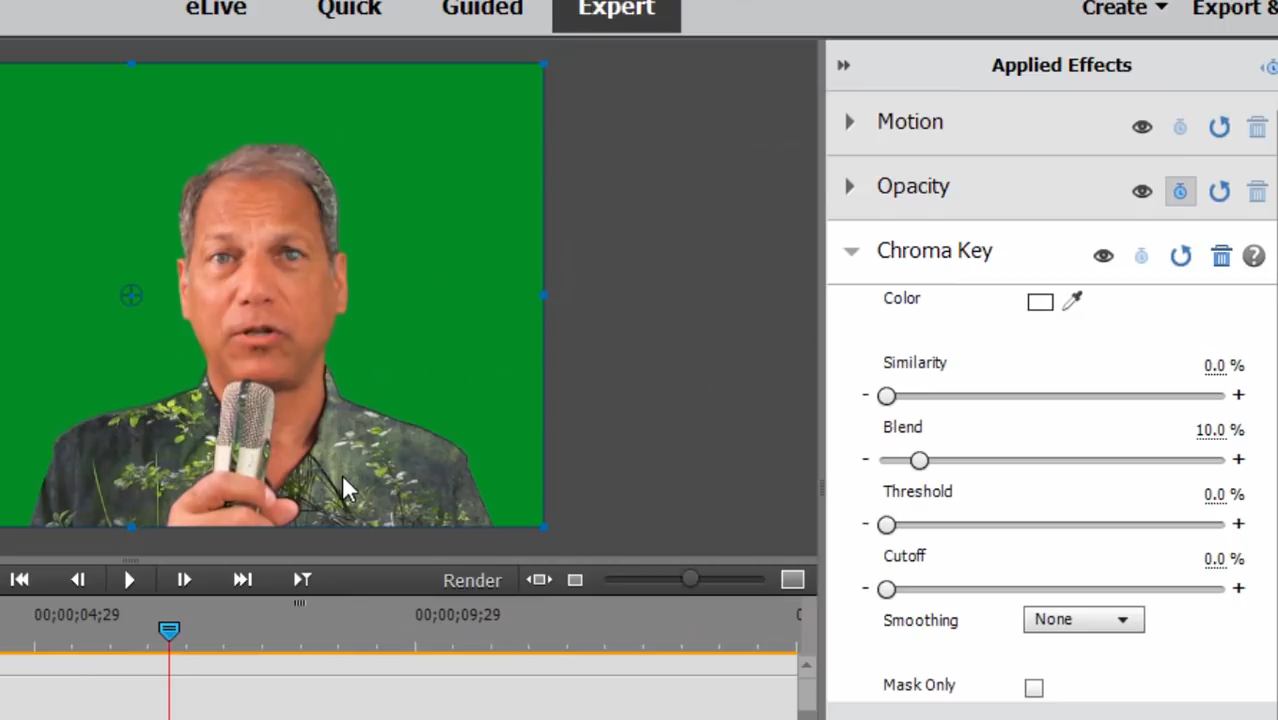 eLive Quick Guided Expert Create Export &
Applied Effects
Motion
Opacity
Chroma Key
Color
Similarity 0.0 %
- +
Blend 10.0 %
- +
Threshold 0.0 %
- +
Cutoff 0.0 %
- +
Render
00;00;04;29 00;00;09;29 0
Smoothing None
Mask Only